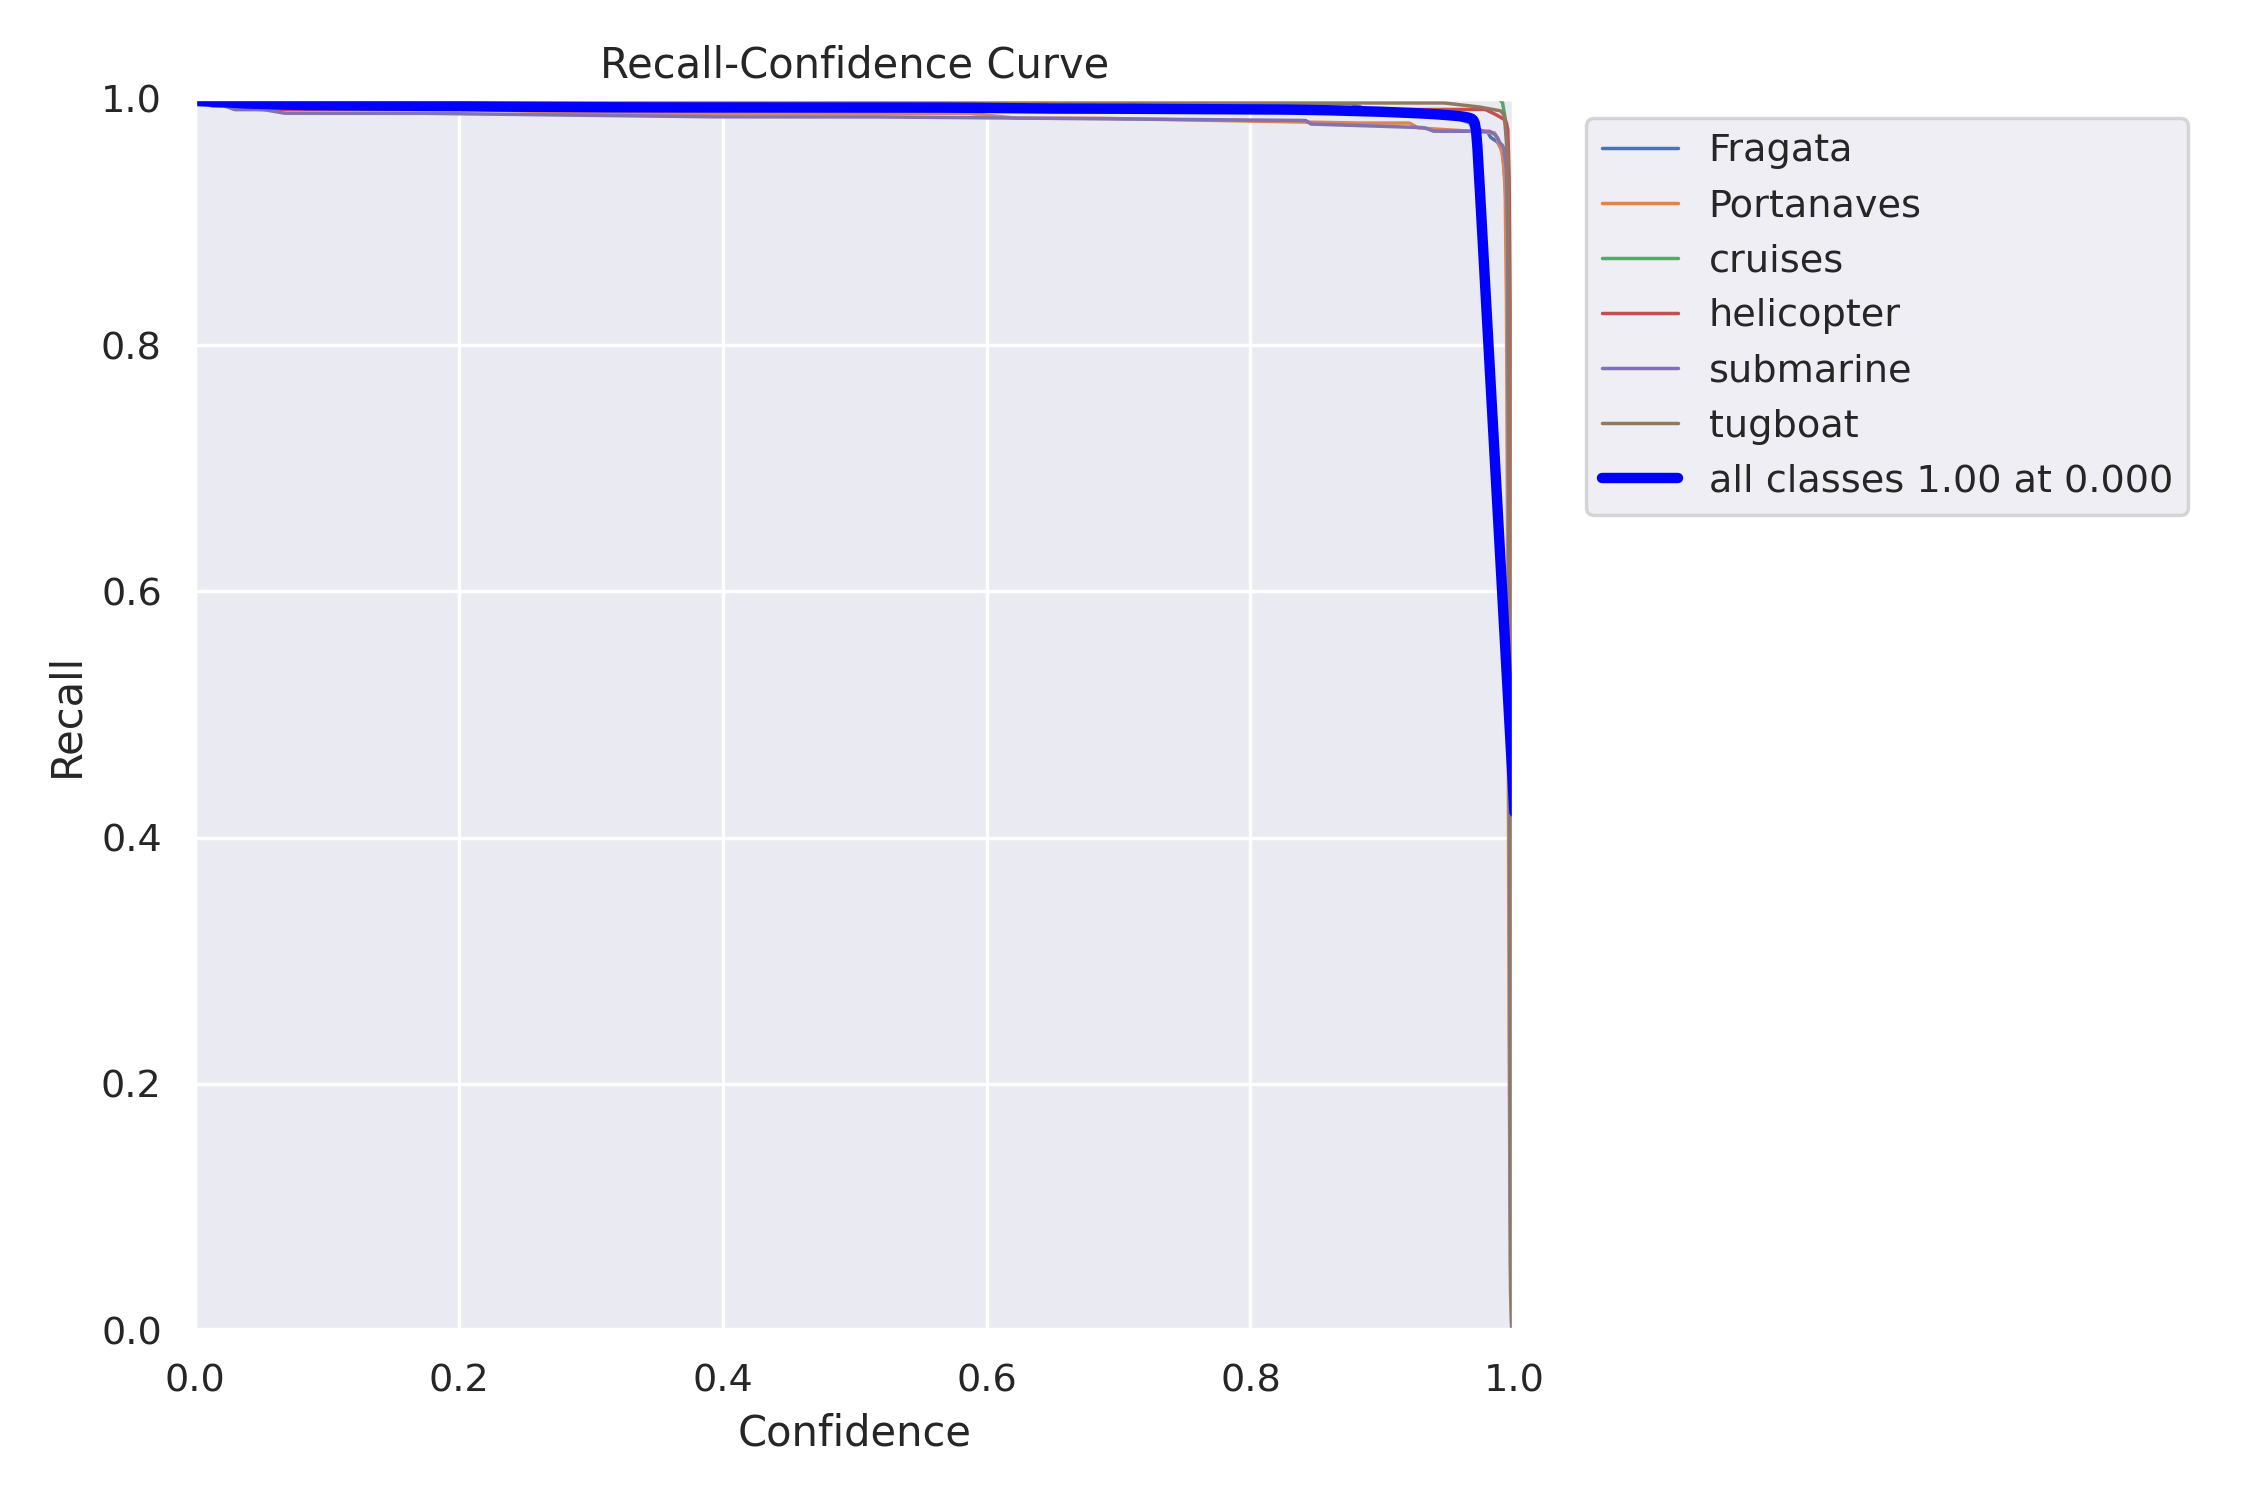 Recall-Confidence Curve
1.0
0.8
0.6
0.4
0.2
0.0
Recall
0.0 0.2 0.4 0.6 0.8 1.0
Confidence
Fragata
Portanaves
cruises
helicopter
submarine
tugboat
all classes 1.00 at 0.000